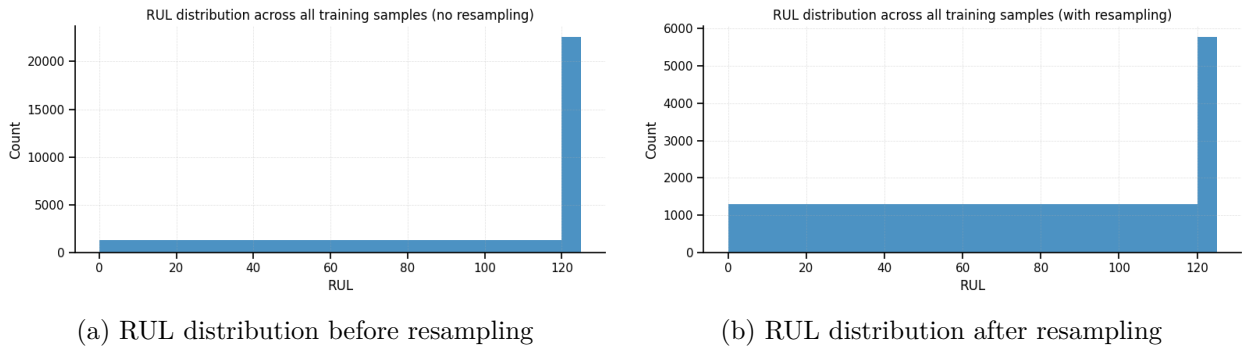 RUL distribution across all training samples (no resampling)
20000
15000
10000
5000
0
Count
0 20 40 60 80 100 120
RUL
(a) RUL distribution before resampling
RUL distribution across all training samples (with resampling)
6000
5000
4000
3000
2000
1000
0
Count
0 20 40 60 80 100 120
RUL
(b) RUL distribution after resampling